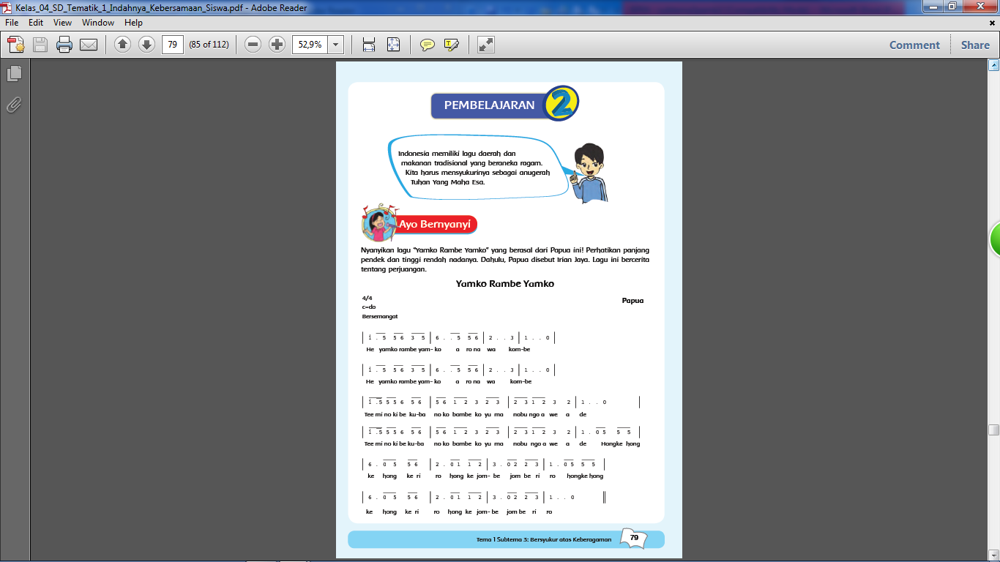 Kelas_04_SD_Tematik_1_Indahnya_Kebersamaan_Siswa.pdf - Adobe Reader
File Edit View Window Help
79 (85 of 112) 52,9% Comment Share
PEMBELAJARAN 2
Indonesia memiliki lagu daerah dan
makanan tradisional yang beraneka ragam.
Kita harus mensyukurinya sebagai anugerah
Tuhan Yang Maha Esa.
Ayo Bernyanyi
Nyanyikan lagu “Yamko Rambe Yamko” yang berasal dari Papua ini! Perhatikan panjang
pendek dan tinggi rendah nadanya. Dahulu, Papua disebut Irian Jaya. Lagu ini bercerita
tentang perjuangan.
Yamko Rambe Yamko
4/4
Papua
c=do
Bersemangat
| 1 . 5 5 6 3 5 | 6 . . 5 5 6 | 2 . . 3 | 1 . . 0 |
He yamko rambe yam- ko a ro na wa kom-be
| 1 . 5 5 6 3 5 | 6 . . 5 5 6 | 2 . . 3 | 1 . . 0 |
He yamko rambe yam- ko a ro na wa kom-be
| 1 . 5 5 5 6 5 6 | 5 6 1 2 3 2 3 | 2 3 1 2 3 2 | 1 . . 0 |
Tee mi no ki be ku-ba no ko bambe ko yu ma nobu ngo a we a de
| 1 . 5 5 5 6 5 6 | 5 6 1 2 3 2 3 | 2 3 1 2 3 2 | 1 . 0 5 5 5 |
Tee mi no ki be ku-ba no ko bambe ko yu ma nobu ngo a we a de Hongke hong
| 6 . 0 5 5 6 | 2 . 0 1 1 2 | 3 . 0 2 2 3 | 1 . 0 5 5 5 |
ke hong ke ri ro hong ke jom- be jom be ri ro hongke hong
| 6 . 0 5 5 6 | 2 . 0 1 1 2 | 3 . 0 2 2 3 | 1 . . 0 ||
ke hong ke ri ro hong ke jom- be jom be ri ro
Tema 1 Subtema 3: Bersyukur atas Keberagaman 79